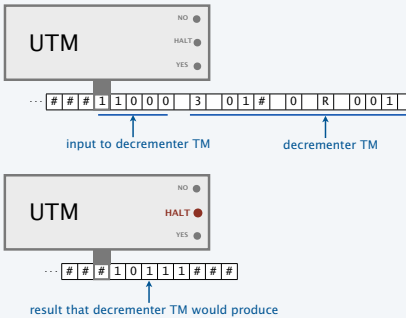 NO
UTM HALT
YES
... # # # 1 1 0 0 0 3 0 1 # 0 R 0 0 1
input to decrementer TM decrementer TM
NO
UTM HALT
YES
... # # # 1 0 1 1 1 # # #
result that decrementer TM would produce